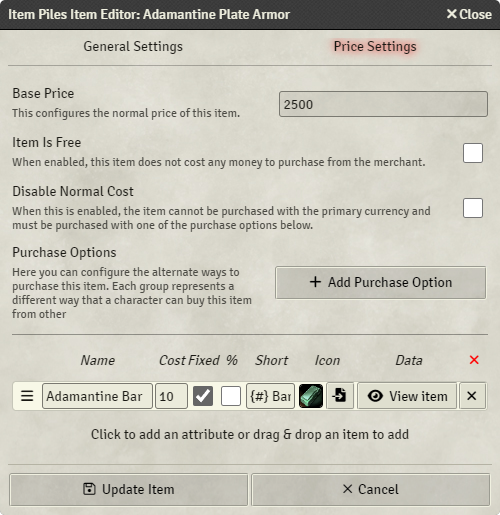 Item Piles Item Editor: Adamantine Plate Armor ✕Close
General Settings Price Settings
Base Price
This configures the normal price of this item.
2500
Item Is Free
When enabled, this item does not cost any money to purchase from the merchant.
Disable Normal Cost
When this is enabled, the item cannot be purchased with the primary currency and
must be purchased with one of the purchase options below.
Purchase Options
Here you can configure the alternate ways to
purchase this item. Each group represents a
different way that a character can buy this item
from other
+ Add Purchase Option
Name Cost Fixed % Short Icon Data ✕
Adamantine Bar 10 {#} Bar View item ✕
Click to add an attribute or drag & drop an item to add
Update Item ✕ Cancel